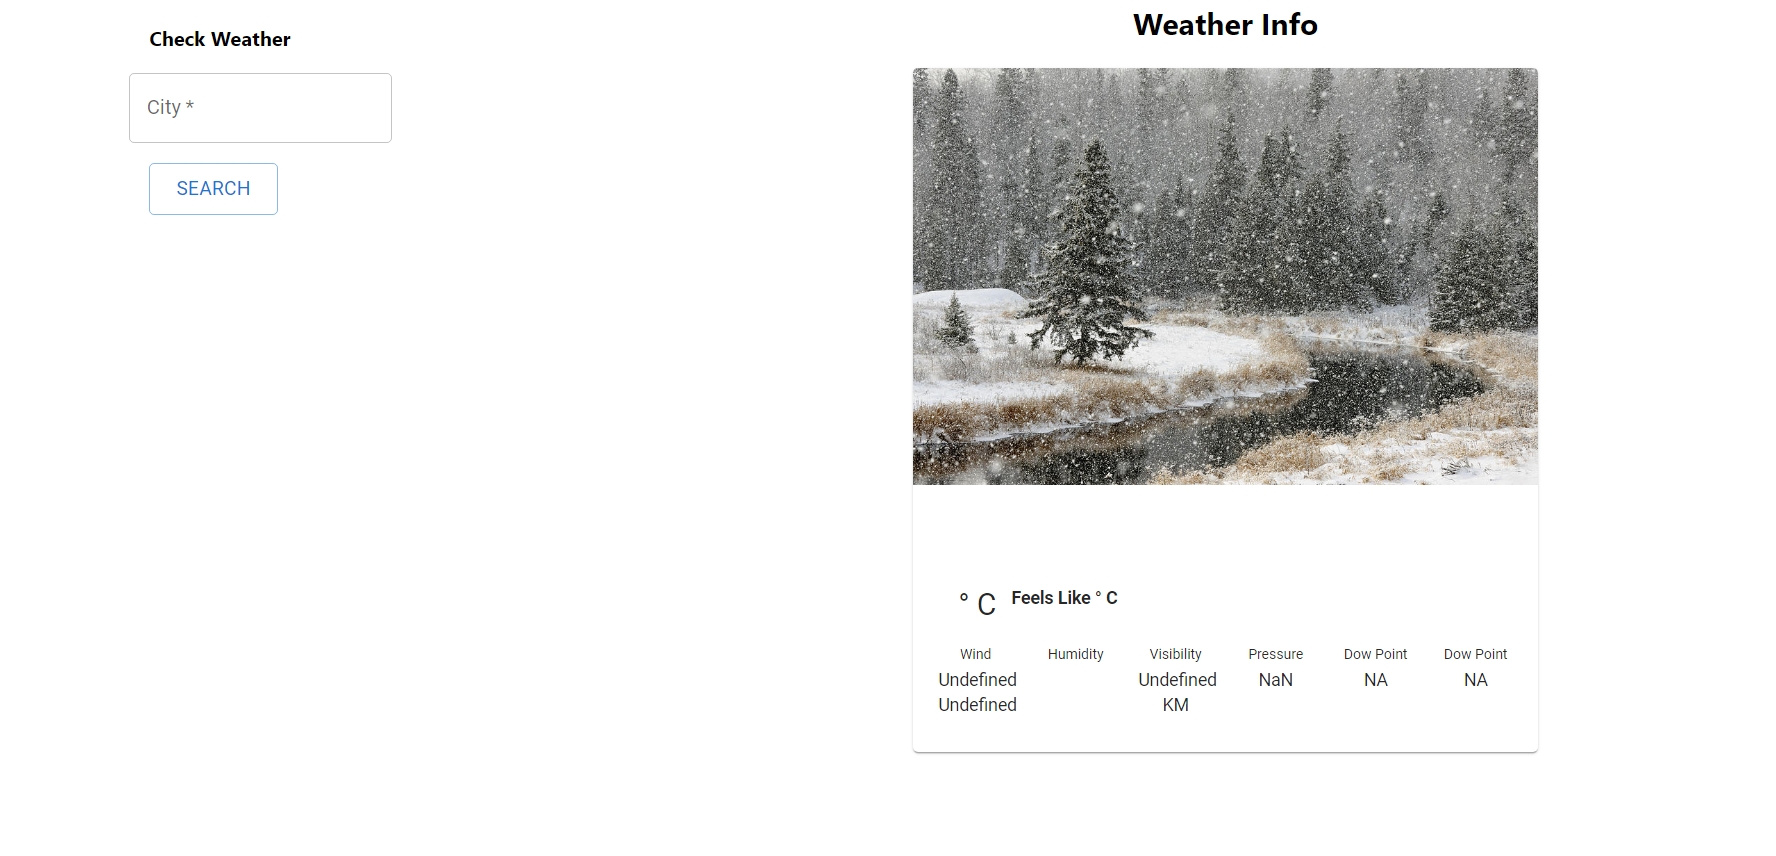 Check Weather
City *
SEARCH
Weather Info
° C
Feels Like ° C
Wind
Undefined
Undefined
Humidity
Visibility
Undefined
KM
Pressure
NaN
Dow Point
NA
Dow Point
NA